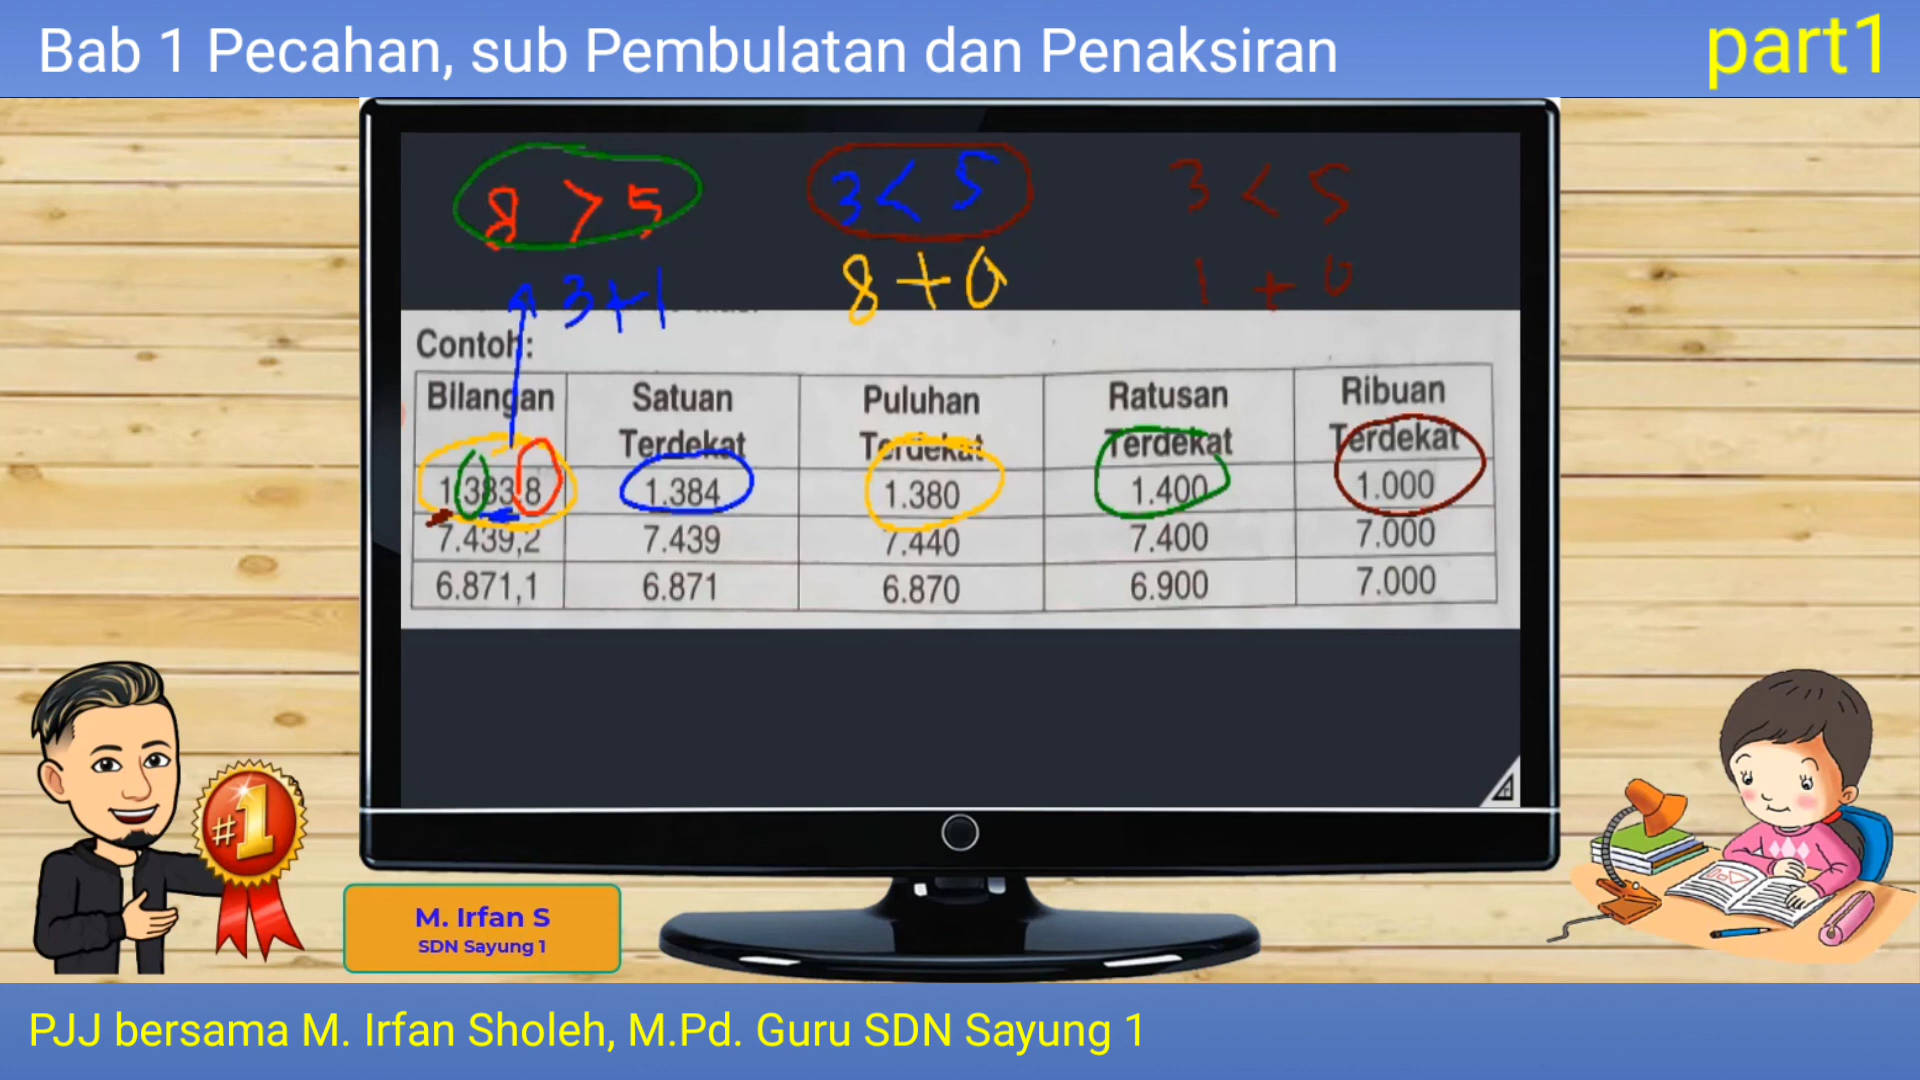 Bab 1 Pecahan, sub Pembulatan dan Penaksiran
part1
8 > 5
3 < 5
3 < 5
3+1
8+0
1 + 0
Contoh:
Bilangan
Satuan Terdekat
Puluhan Terdekat
Ratusan Terdekat
Ribuan Terdekat
1.383,8 1.384 1.380 1.400 1.000
7.439,2 7.439 7.440 7.400 7.000
6.871,1 6.871 6.870 6.900 7.000
#1
M. Irfan S
SDN Sayung 1
PJJ bersama M. Irfan Sholeh, M.Pd. Guru SDN Sayung 1